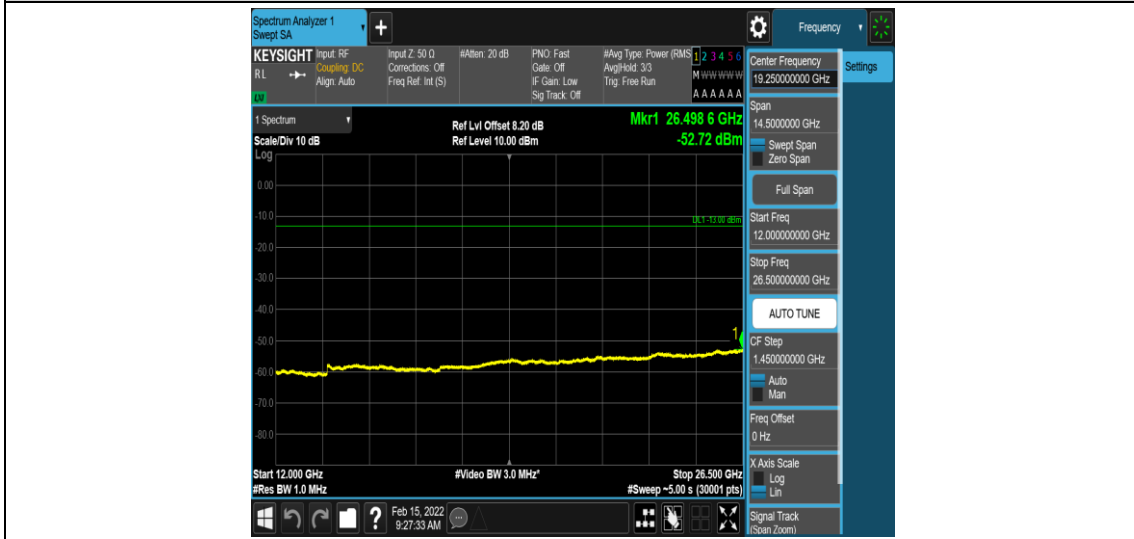 Spectrum Analyzer 1
Swept SA
+
Frequency
KEYSIGHT
RL
Input: RF
Coupling: DC
Align: Auto
Input Z: 50 Ω
Corrections: Off
Freq Ref: Int (S)
#Atten: 20 dB
PNO: Fast
Gate: Off
IF Gain: Low
Sig Track: Off
#Avg Type: Power (RMS
Avg|Hold: 3/3
Trig: Free Run
1 2 3 4 5 6
M W W W W W
A A A A A A
Center Frequency
19.250000000 GHz
Settings
Span
14.5000000 GHz
Swept Span
Zero Span
Full Span
Start Freq
12.000000000 GHz
Stop Freq
26.500000000 GHz
AUTO TUNE
CF Step
1.450000000 GHz
Auto
Man
Freq Offset
0 Hz
X Axis Scale
Log
Lin
Signal Track
(Span Zoom)
1 Spectrum
Scale/Div 10 dB
Ref Lvl Offset 8.20 dB
Ref Level 10.00 dBm
Mkr1 26.498 6 GHz
-52.72 dBm
Log
0.00
-10.0
DL1 -13.00 dBm
-20.0
-30.0
-40.0
1
-50.0
-60.0
-70.0
-80.0
Start 12.000 GHz
#Res BW 1.0 MHz
#Video BW 3.0 MHz*
Stop 26.500 GHz
#Sweep ~5.00 s (30001 pts)
?
Feb 15, 2022
9:27:33 AM